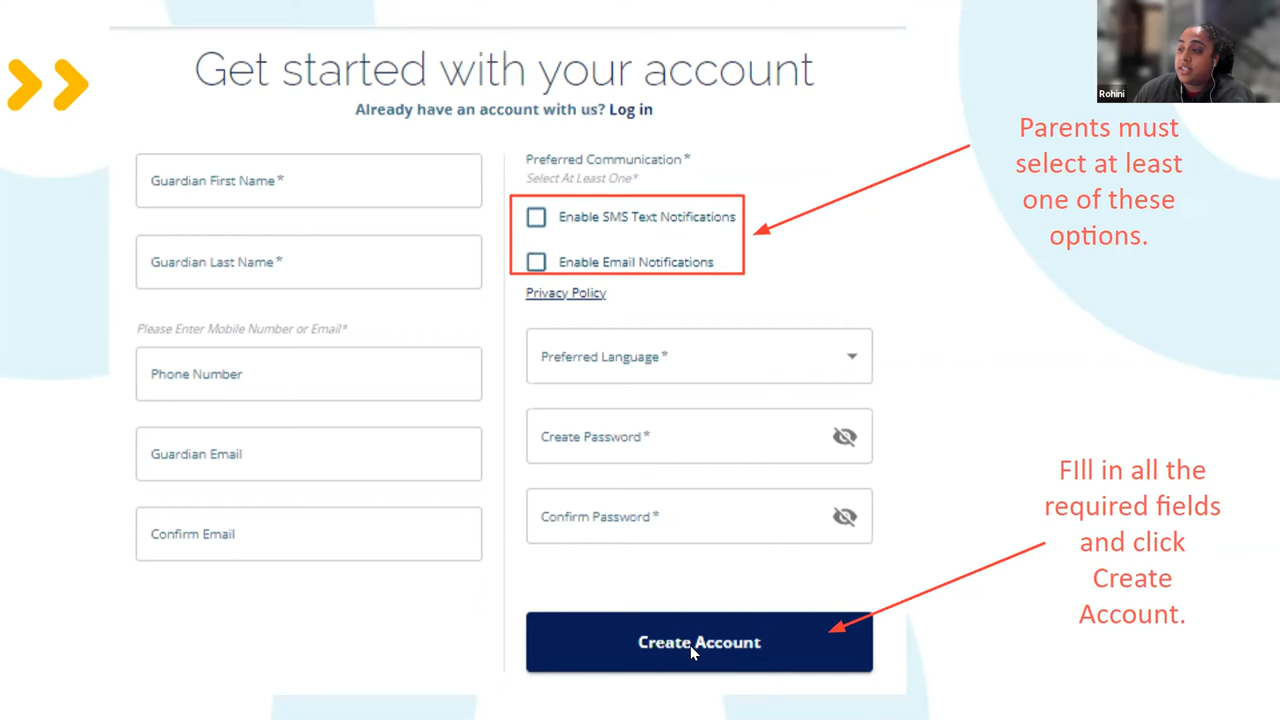 Get started with your account
Already have an account with us? Log in
Guardian First Name*
Guardian Last Name*
Please Enter Mobile Number or Email*
Phone Number
Guardian Email
Confirm Email
Preferred Communication*
Select At Least One*
Enable SMS Text Notifications
Enable Email Notifications
Privacy Policy
Preferred Language*
Create Password*
Confirm Password*
Create Account
Rohini
Parents must
select at least
one of these
options.
FIll in all the
required fields
and click
Create
Account.